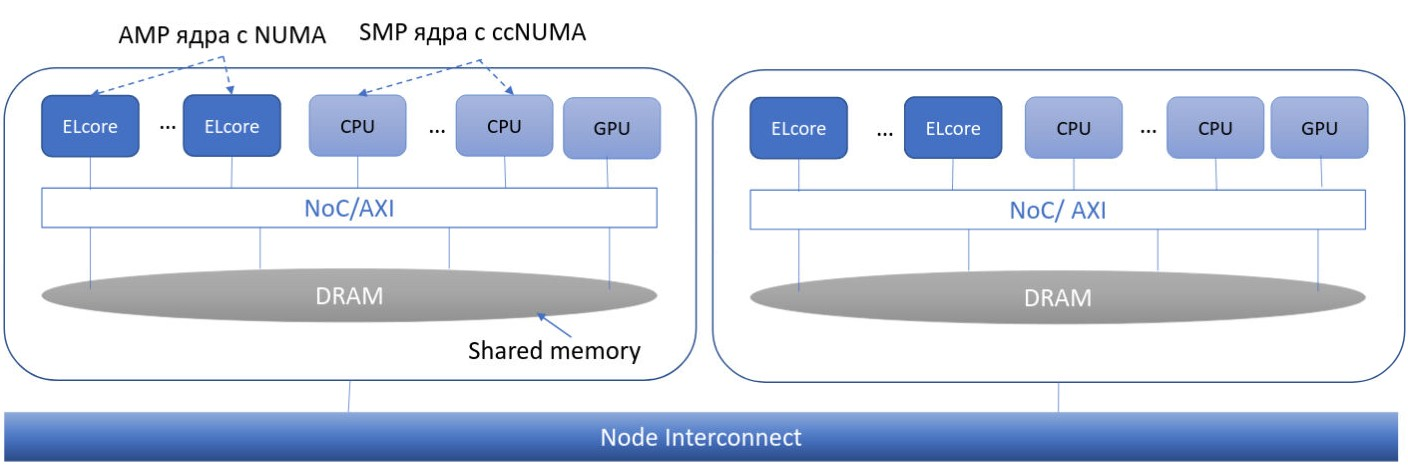 AMP ядра с NUMA
SMP ядра с ccNUMA
ELcore ... ELcore CPU ... CPU GPU
NoC/AXI
DRAM
Shared memory
ELcore ... ELcore CPU ... CPU GPU
NoC/ AXI
DRAM
Node Interconnect